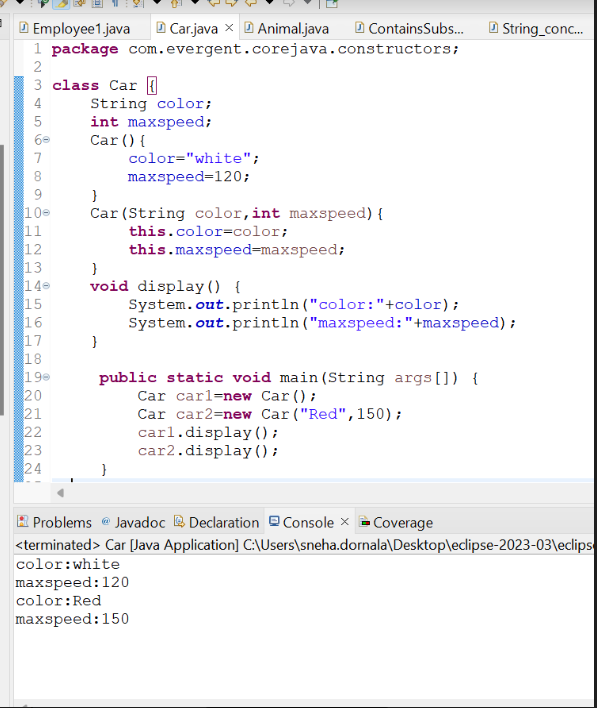 Employee1.java Car.java Animal.java ContainsSubs... String_conc...
1 package com.evergent.corejava.constructors;
2
3 class Car {
4 String color;
5 int maxspeed;
6 Car(){
7 color="white";
8 maxspeed=120;
9 }
10 Car(String color,int maxspeed){
11 this.color=color;
12 this.maxspeed=maxspeed;
13 }
14 void display() {
15 System.out.println("color:"+color);
16 System.out.println("maxspeed:"+maxspeed);
17 }
18
19 public static void main(String args[]) {
20 Car car1=new Car();
21 Car car2=new Car("Red",150);
22 car1.display();
23 car2.display();
24 }
Problems @ Javadoc Declaration Console Coverage
<terminated> Car [Java Application] C:\Users\sneha.dornala\Desktop\eclipse-2023-03\eclips
color:white
maxspeed:120
color:Red
maxspeed:150